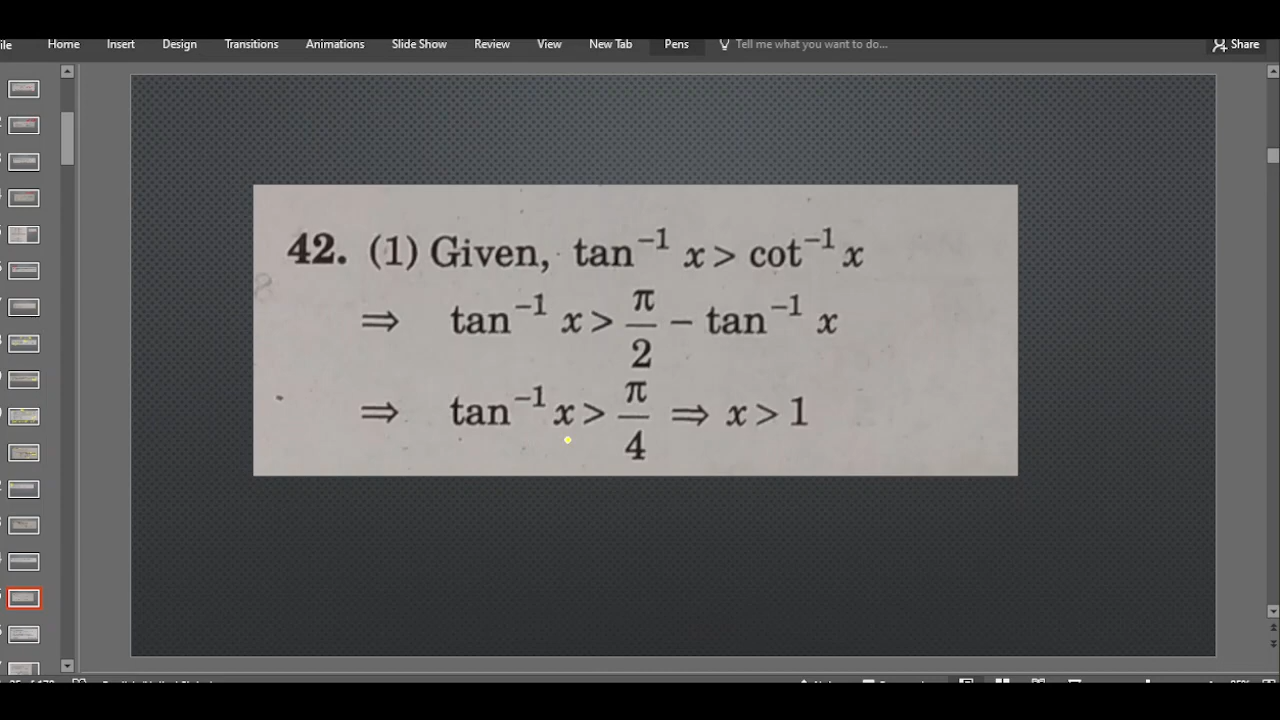 Home Insert Design Transitions Animations Slide Show Review View New Tab Pens Tell me what you want to do... Share
42. (1) Given, tan⁻¹ x > cot⁻¹ x
⇒ tan⁻¹ x > π/2 − tan⁻¹ x
⇒ tan⁻¹ x > π/4 ⇒ x > 1